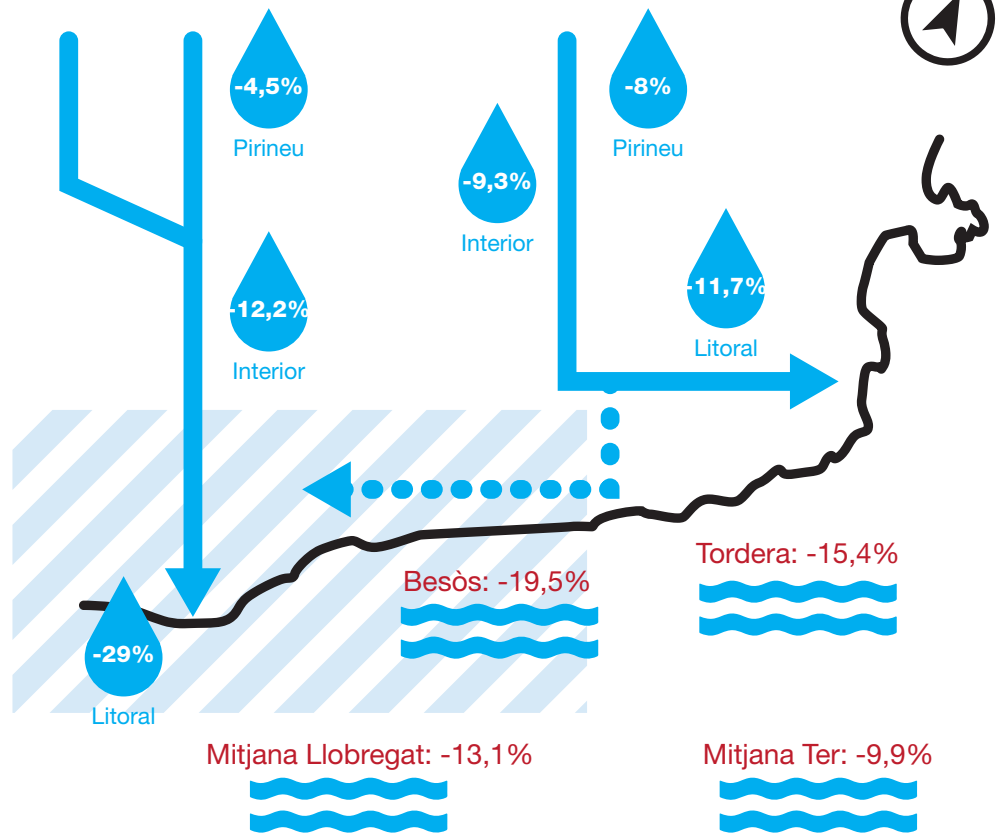 -4,5%
Pirineu
-8%
Pirineu
-9,3%
Interior
-11,7%
Litoral
-12,2%
Interior
Tordera: -15,4%
Besòs: -19,5%
-29%
Litoral
Mitjana Llobregat: -13,1%
Mitjana Ter: -9,9%